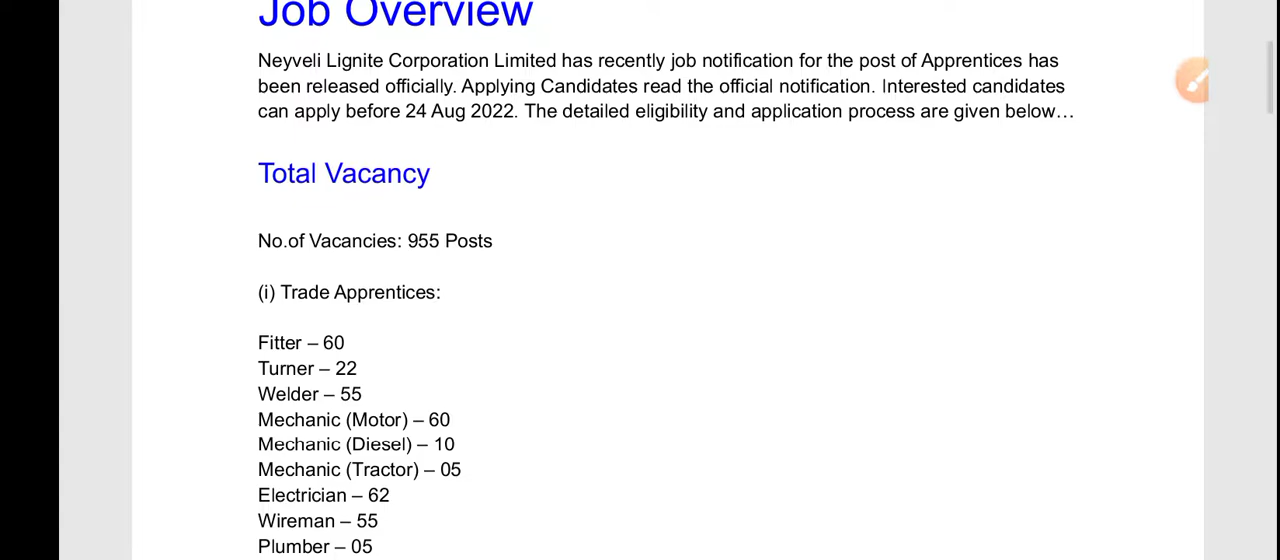 Job Overview
Neyveli Lignite Corporation Limited has recently job notification for the post of Apprentices has
been released officially. Applying Candidates read the official notification. Interested candidates
can apply before 24 Aug 2022. The detailed eligibility and application process are given below…
Total Vacancy
No.of Vacancies: 955 Posts
(i) Trade Apprentices:
Fitter – 60
Turner – 22
Welder – 55
Mechanic (Motor) – 60
Mechanic (Diesel) – 10
Mechanic (Tractor) – 05
Electrician – 62
Wireman – 55
Plumber – 05